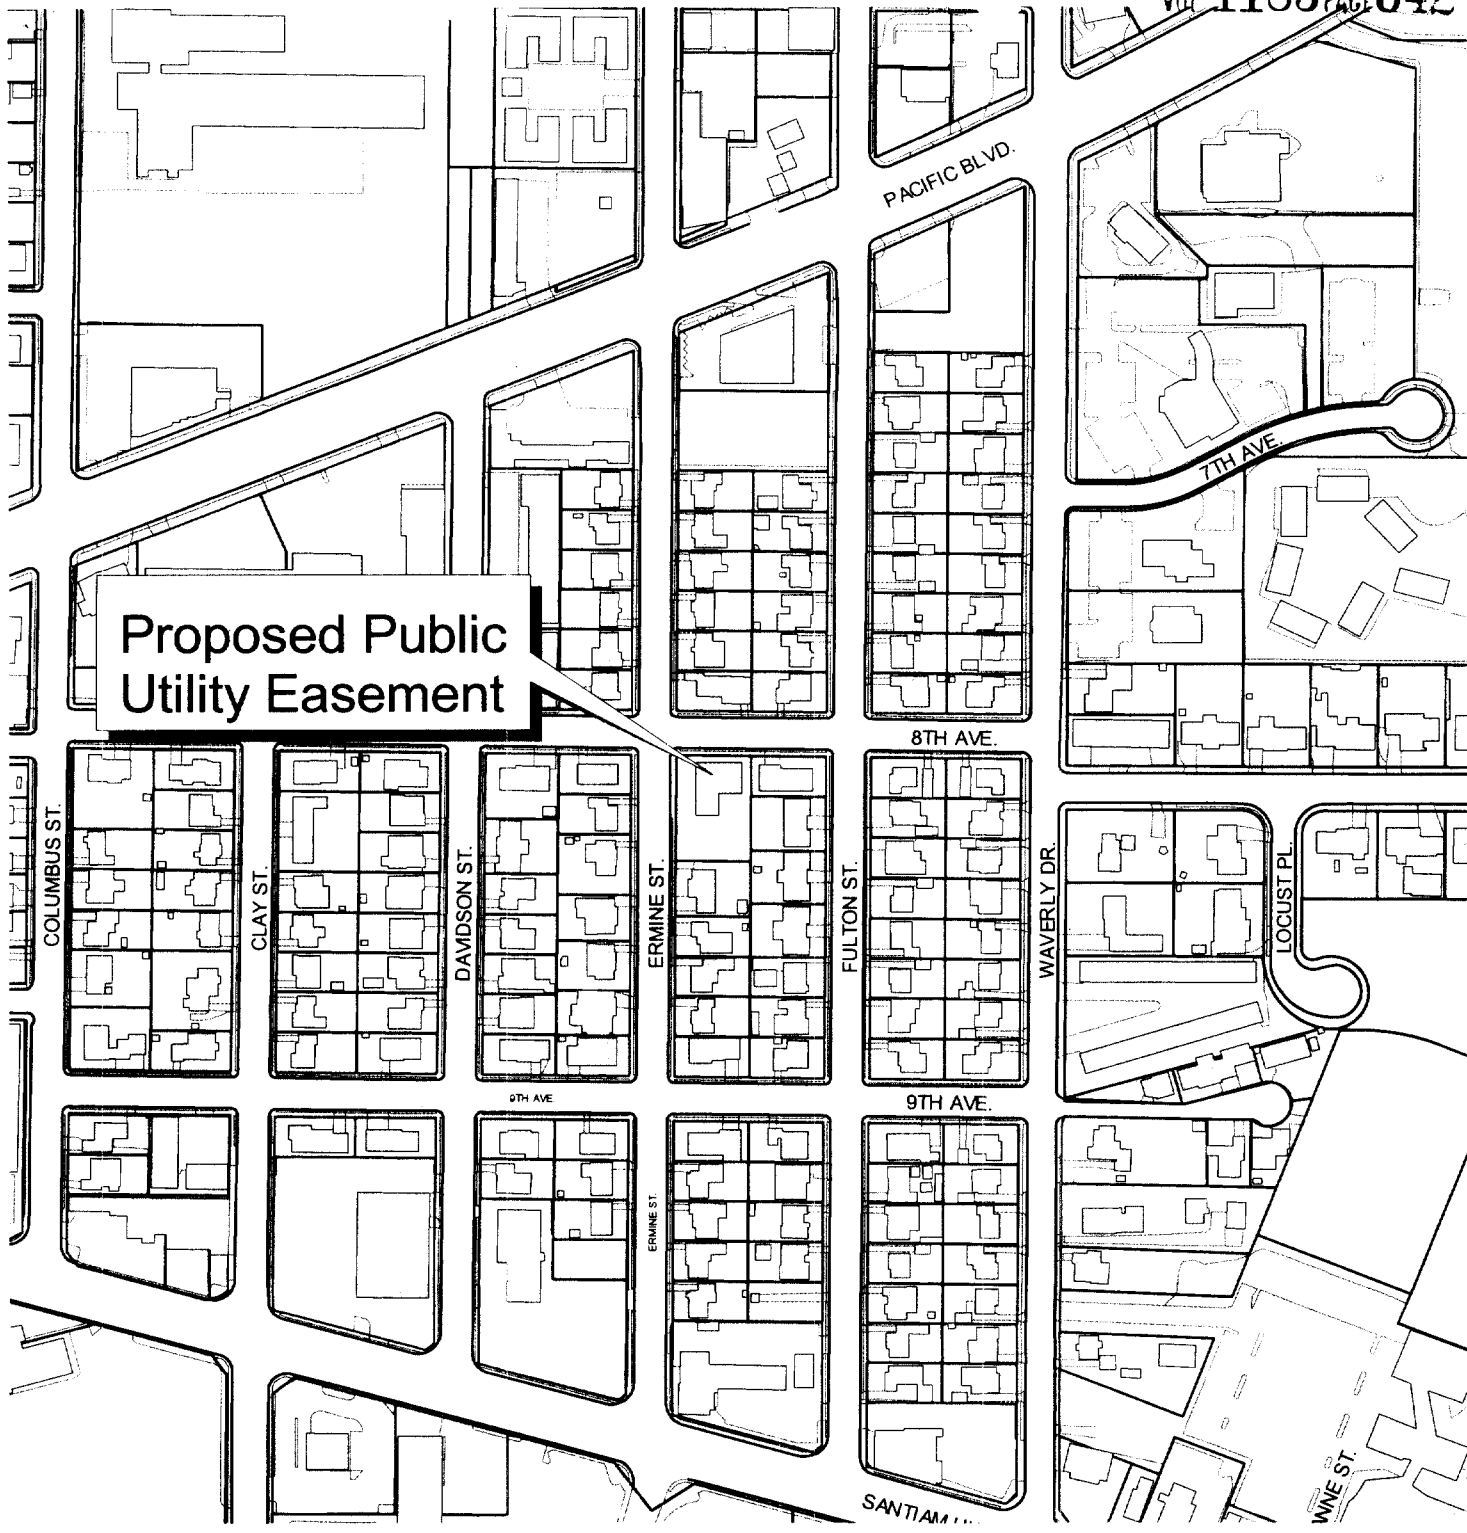 PACIFIC BLVD.
7TH AVE.
Proposed Public
Utility Easement
8TH AVE.
COLUMBUS ST.
CLAY ST.
DAVIDSON ST.
ERMINE ST.
FULTON ST.
WAVERLY DR.
LOCUST PL.
9TH AVE
9TH AVE.
ERMINE ST.
SANTIAM